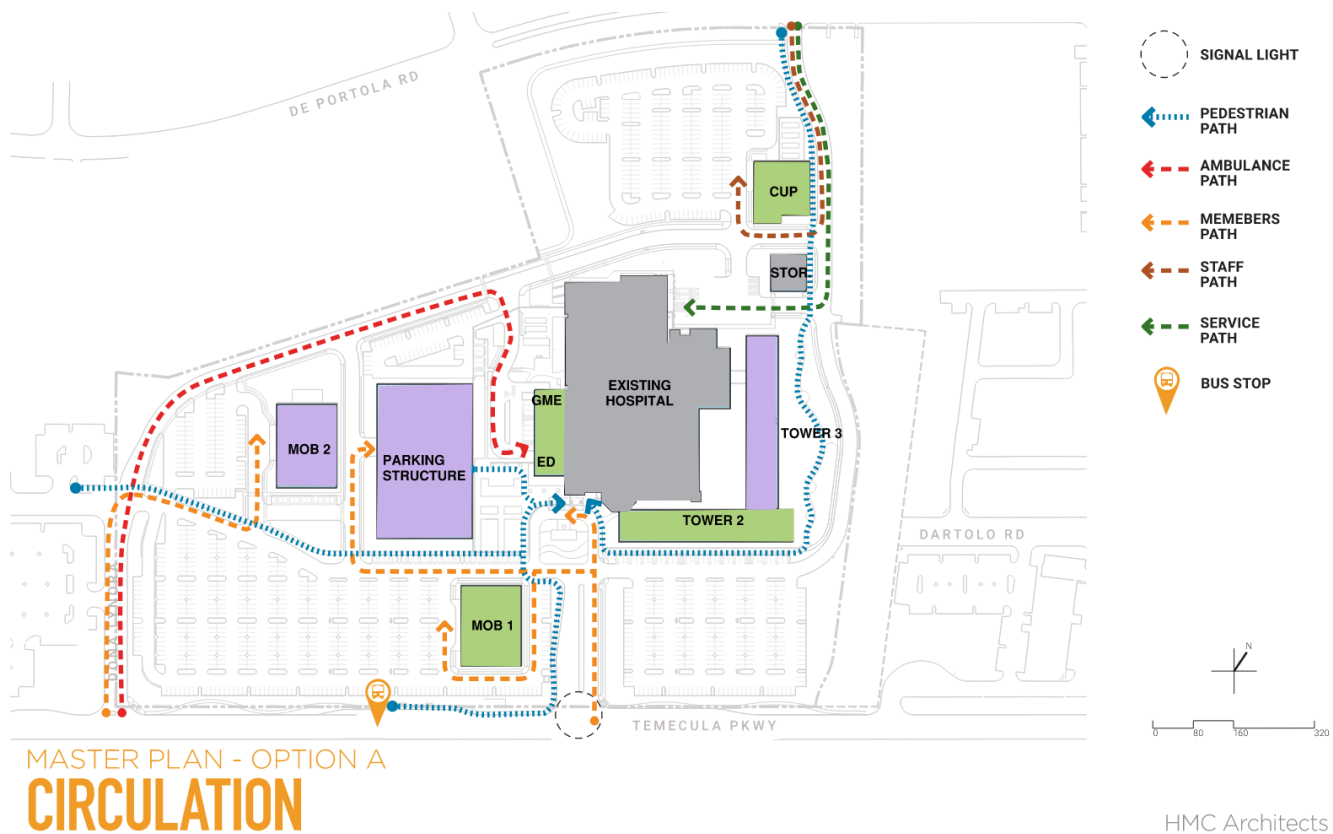 DE PORTOLA RD
SIGNAL LIGHT
PEDESTRIAN
PATH
AMBULANCE
PATH
MEMEBERS
PATH
STAFF
PATH
SERVICE
PATH
BUS STOP
CUP
STOR
EXISTING
HOSPITAL
GME
ED
MOB 2
PARKING
STRUCTURE
TOWER 3
TOWER 2
DARTOLO RD
MOB 1
TEMECULA PKWY
N
0 80 160 320
MASTER PLAN - OPTION A
CIRCULATION
HMC Architects